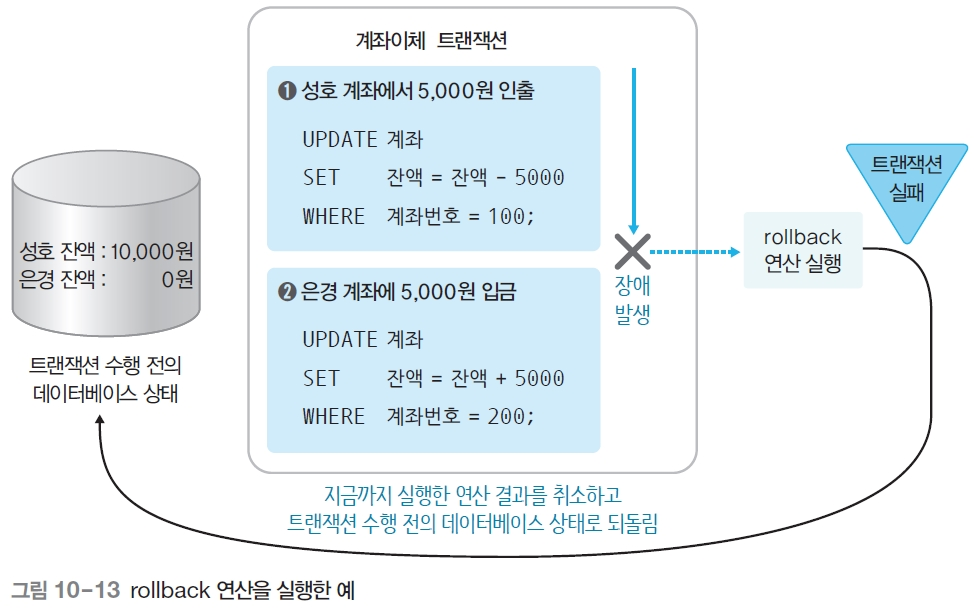 계좌이체 트랜잭션
❶ 성호 계좌에서 5,000원 인출
UPDATE 계좌
SET 잔액 = 잔액 - 5000
WHERE 계좌번호 = 100;
❷ 은경 계좌에 5,000원 입금
UPDATE 계좌
SET 잔액 = 잔액 + 5000
WHERE 계좌번호 = 200;
성호 잔액 : 10,000원
은경 잔액 : 0원
트랜잭션 수행 전의
데이터베이스 상태
장애
발생
rollback
연산 실행
트랜잭션
실패
지금까지 실행한 연산 결과를 취소하고
트랜잭션 수행 전의 데이터베이스 상태로 되돌림
그림 10-13 rollback 연산을 실행한 예